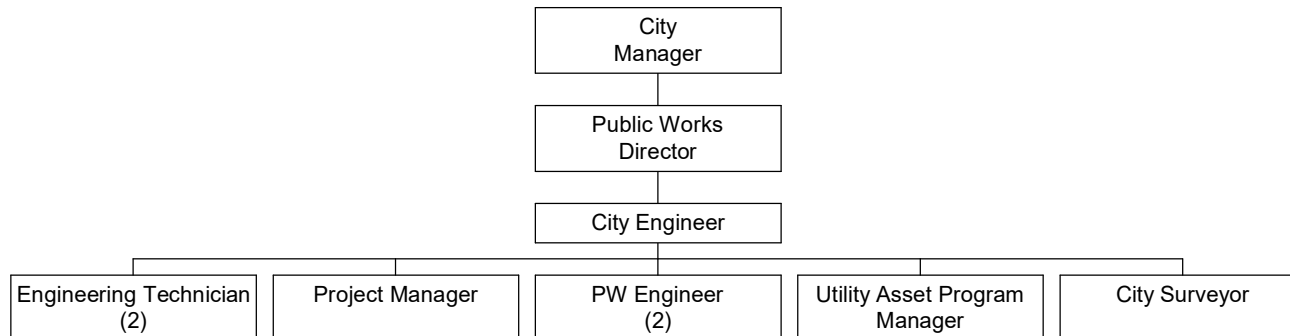 City
Manager
Public Works
Director
City Engineer
Engineering Technician
(2)
Project Manager
PW Engineer
(2)
Utility Asset Program
Manager
City Surveyor